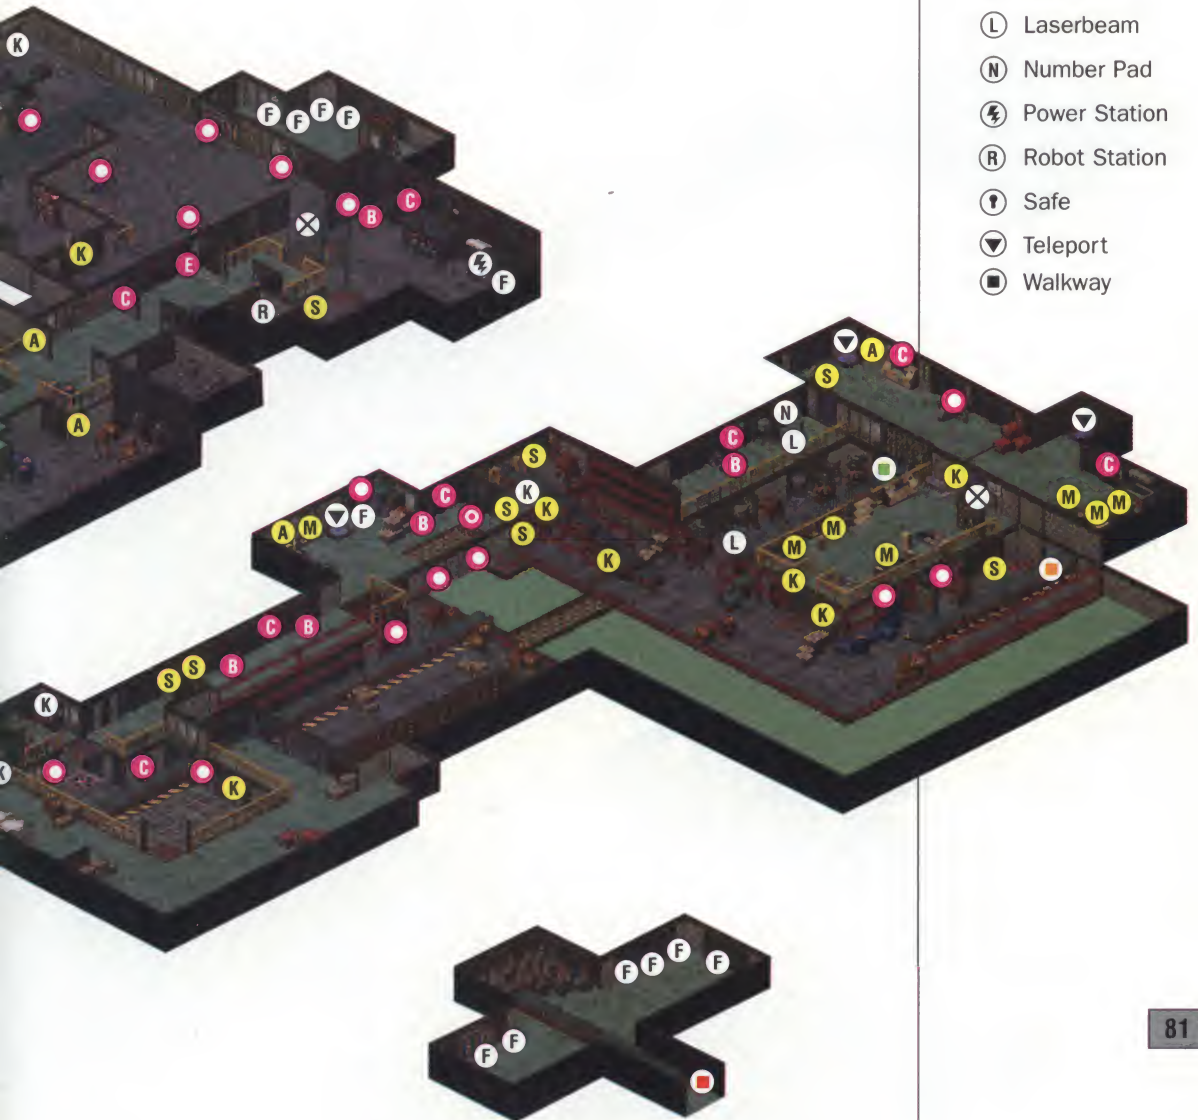 L Laserbeam
N Number Pad
Power Station
R Robot Station
Safe
Teleport
Walkway
K
F F F F
C
B
K
E
F
C
R S
A
A
A C
S
N
C L
B
S
K
C
K
S K
S
A M F B
K
C
M M M
L
M M M
K
S
K
C B
S S B
K
C
K
F F F F
F F
81